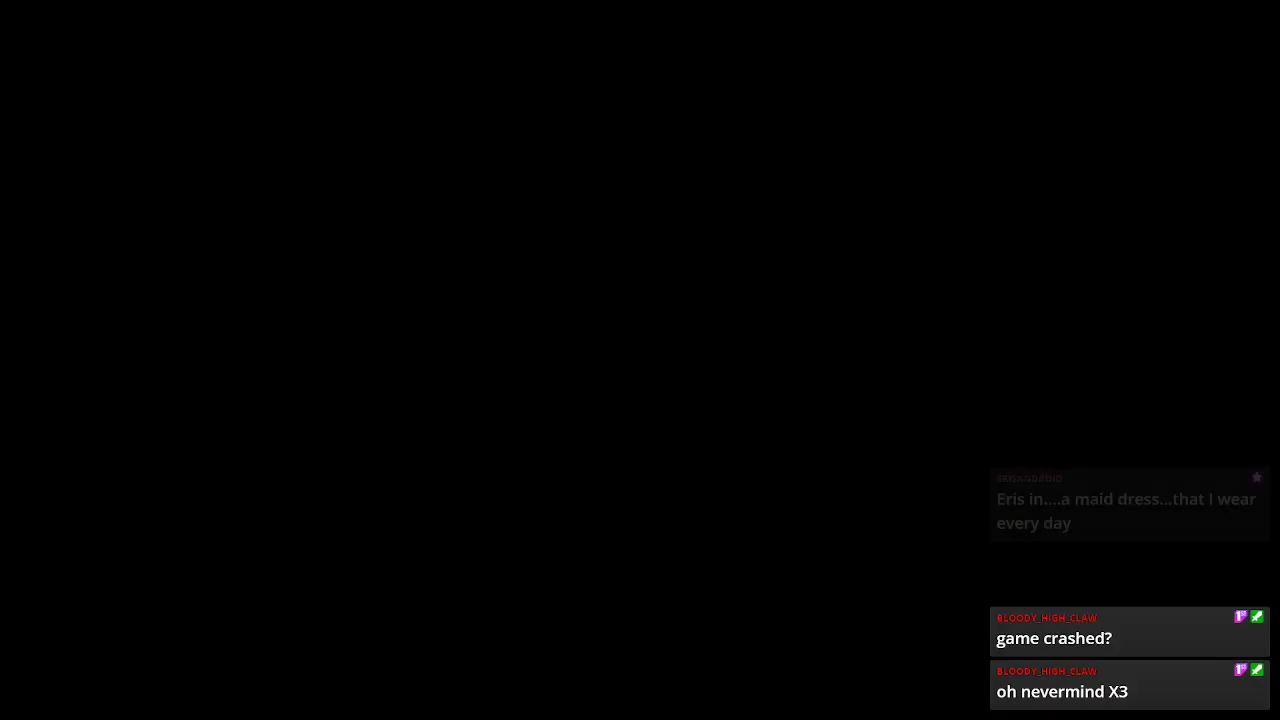 Eris in....a maid dress...that I wear
every day
BLOODY_HIGH_CLAW
game crashed?
BLOODY_HIGH_CLAW
oh nevermind X3